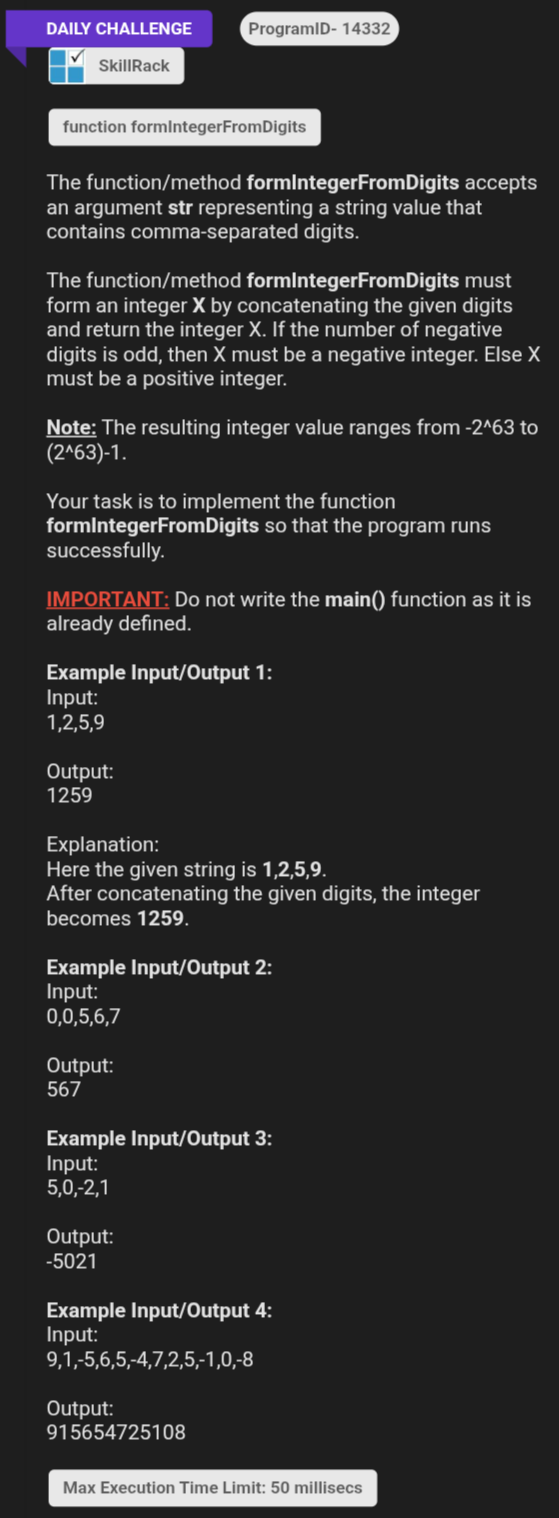 DAILY CHALLENGE
ProgramID- 14332
SkillRack
function formIntegerFromDigits
The function/method formIntegerFromDigits accepts
an argument str representing a string value that
contains comma-separated digits.
The function/method formIntegerFromDigits must
form an integer X by concatenating the given digits
and return the integer X. If the number of negative
digits is odd, then X must be a negative integer. Else X
must be a positive integer.
Note: The resulting integer value ranges from -2^63 to
(2^63)-1.
Your task is to implement the function
formIntegerFromDigits so that the program runs
successfully.
IMPORTANT: Do not write the main() function as it is
already defined.
Example Input/Output 1:
Input:
1,2,5,9
Output:
1259
Explanation:
Here the given string is 1,2,5,9.
After concatenating the given digits, the integer
becomes 1259.
Example Input/Output 2:
Input:
0,0,5,6,7
Output:
567
Example Input/Output 3:
Input:
5,0,-2,1
Output:
-5021
Example Input/Output 4:
Input:
9,1,-5,6,5,-4,7,2,5,-1,0,-8
Output:
915654725108
Max Execution Time Limit: 50 millisecs